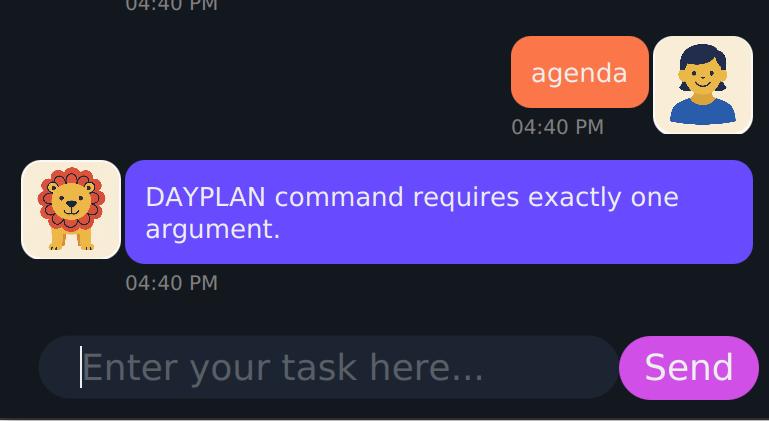 04:40 PM
agenda
04:40 PM
DAYPLAN command requires exactly one
argument.
04:40 PM
Enter your task here...
Send